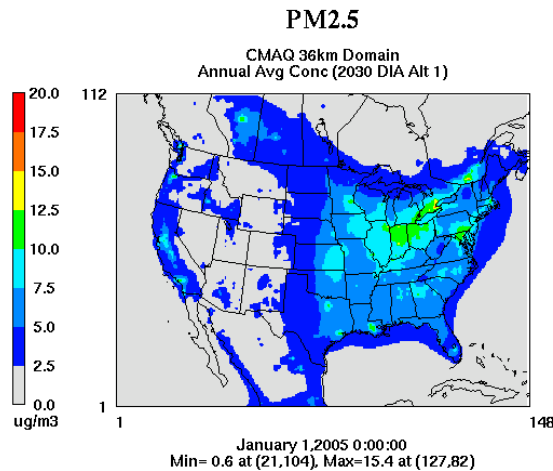 PM2.5
CMAQ 36km Domain
Annual Avg Conc (2030 DIA Alt 1)
20.0
17.5
15.0
12.5
10.0
7.5
5.0
2.5
0.0
ug/m3
112
1
1
148
January 1,2005 0:00:00
Min= 0.6 at (21,104), Max=15.4 at (127,82)